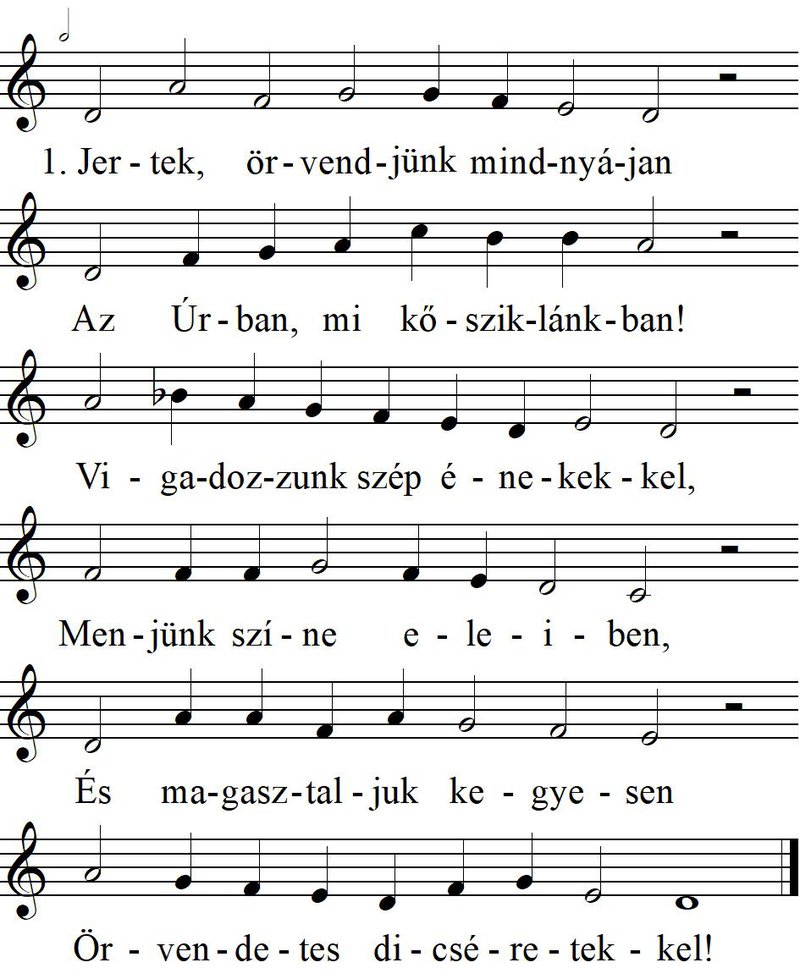 1. Jer - tek, ör-vend-jünk mind-nyá-jan
Az Úr-ban, mi kő-szik-lánk-ban!
Vi - ga-doz-zunk szép é - ne-kek-kel,
Men-jünk szí-ne e - le - i - ben,
És ma-gasz-tal-juk ke - gye - sen
Ör - ven-de-tes di-csé-re-tek-kel!